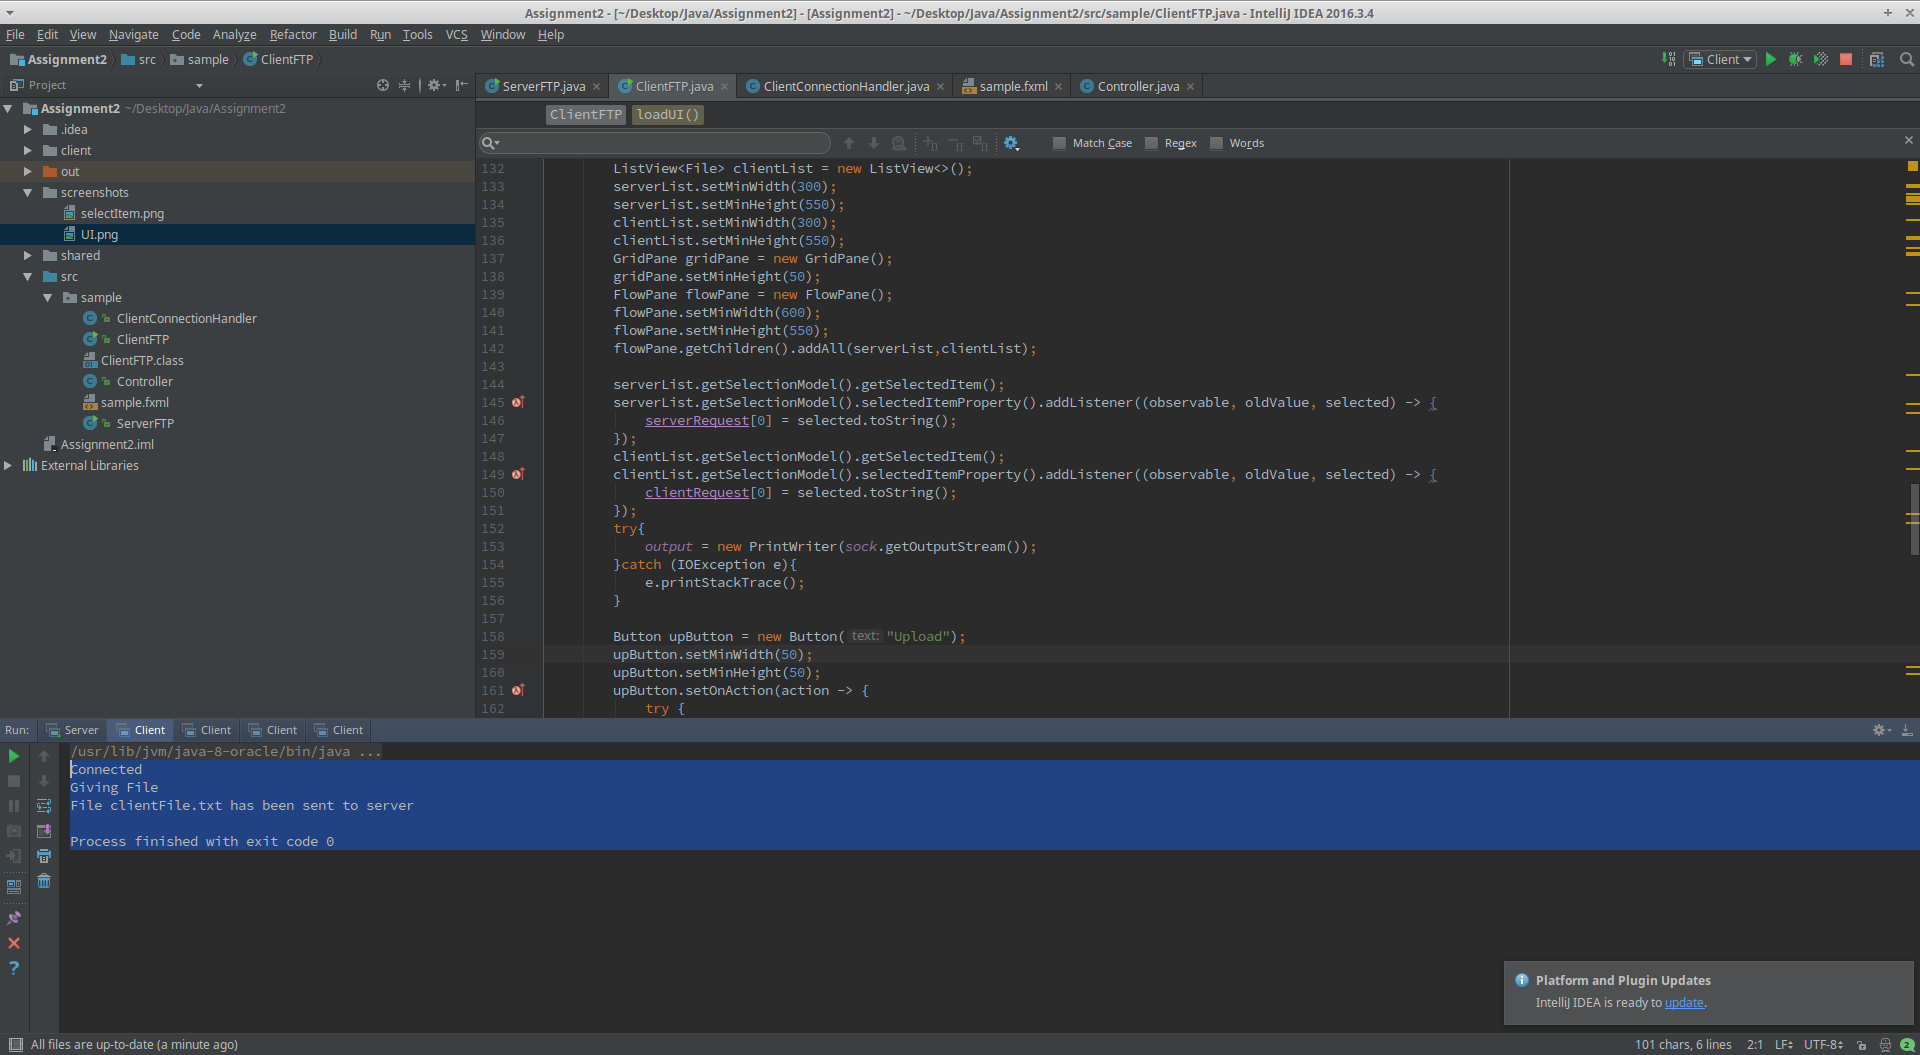 Assignment2 - [~/Desktop/Java/Assignment2] - [Assignment2] - ~/Desktop/Java/Assignment2/src/sample/ClientFTP.java - IntelliJ IDEA 2016.3.4
File Edit View Navigate Code Analyze Refactor Build Run Tools VCS Window Help
Assignment2 src sample ClientFTP
Client
Project
ServerFTP.java ClientFTP.java ClientConnectionHandler.java sample.fxml Controller.java
Assignment2 ~/Desktop/Java/Assignment2
.idea
client
out
screenshots
selectItem.png
UI.png
shared
src
sample
ClientConnectionHandler
ClientFTP
ClientFTP.class
Controller
sample.fxml
ServerFTP
Assignment2.iml
External Libraries
ClientFTP loadUI()
Match Case Regex Words
132 ListView<File> clientList = new ListView<>();
133 serverList.setMinWidth(300);
134 serverList.setMinHeight(550);
135 clientList.setMinWidth(300);
136 clientList.setMinHeight(550);
137 GridPane gridPane = new GridPane();
138 gridPane.setMinHeight(50);
139 FlowPane flowPane = new FlowPane();
140 flowPane.setMinWidth(600);
141 flowPane.setMinHeight(550);
142 flowPane.getChildren().addAll(serverList,clientList);
143
144 serverList.getSelectionModel().getSelectedItem();
145 serverList.getSelectionModel().selectedItemProperty().addListener((observable, oldValue, selected) -> {
146 serverRequest[0] = selected.toString();
147 });
148 clientList.getSelectionModel().getSelectedItem();
149 clientList.getSelectionModel().selectedItemProperty().addListener((observable, oldValue, selected) -> {
150 clientRequest[0] = selected.toString();
151 });
152 try{
153 output = new PrintWriter(sock.getOutputStream());
154 }catch (IOException e){
155 e.printStackTrace();
156 }
157
158 Button upButton = new Button( text: "Upload");
159 upButton.setMinWidth(50);
160 upButton.setMinHeight(50);
161 upButton.setOnAction(action -> {
162 try {
Run: Server Client Client Client Client
/usr/lib/jvm/java-8-oracle/bin/java ...
Connected
Giving File
File clientFile.txt has been sent to server
Process finished with exit code 0
Platform and Plugin Updates
IntelliJ IDEA is ready to update.
All files are up-to-date (a minute ago)
101 chars, 6 lines 2:1 LF UTF-8 2